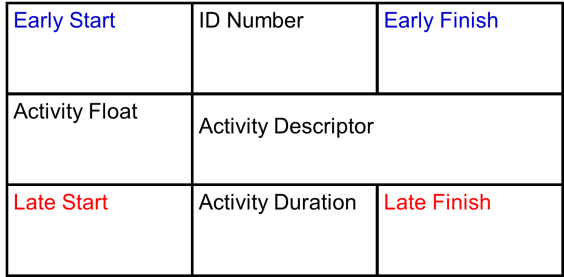 Early Start
ID Number
Early Finish
Activity Float
Activity Descriptor
Late Start
Activity Duration
Late Finish